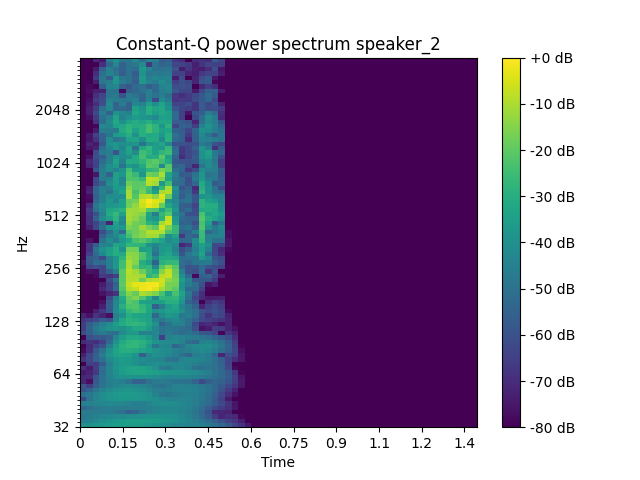 Constant-Q power spectrum speaker_2
Hz
2048
1024
512
256
128
64
32
0 0.15 0.3 0.45 0.6 0.75 0.9 1.1 1.2 1.4
Time
+0 dB
-10 dB
-20 dB
-30 dB
-40 dB
-50 dB
-60 dB
-70 dB
-80 dB